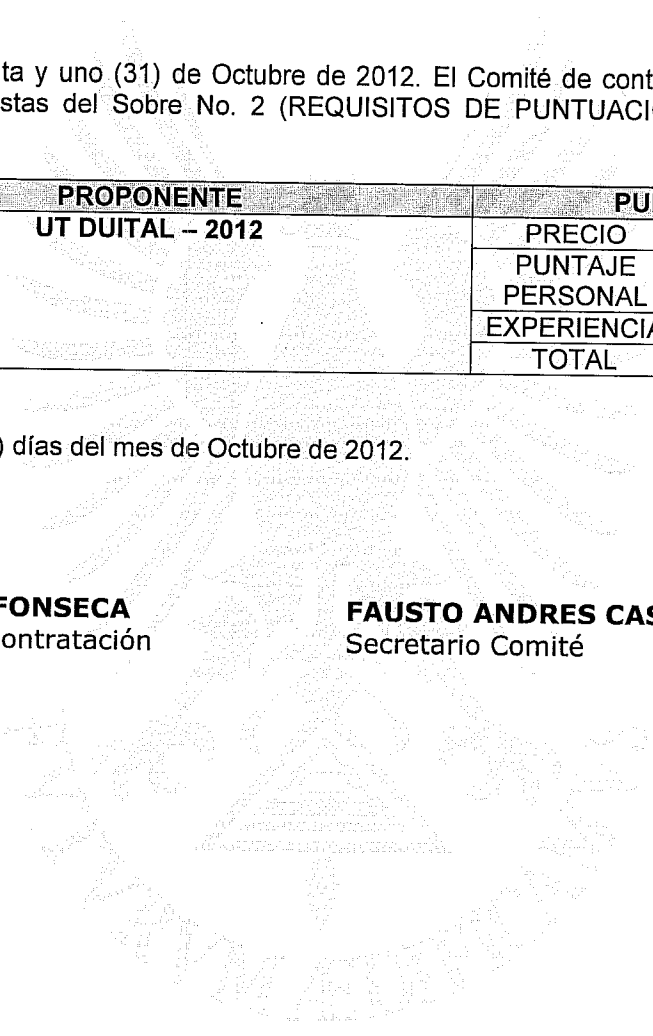 ta y uno (31) de Octubre de 2012. El Comité de cont
stas del Sobre No. 2 (REQUISITOS DE PUNTUACI
PROPONENTE PU
UT DUITAL – 2012 PRECIO
PUNTAJE
PERSONAL
EXPERIENCIA
TOTAL
) días del mes de Octubre de 2012.
FONSECA FAUSTO ANDRES CAS
ontratación Secretario Comité